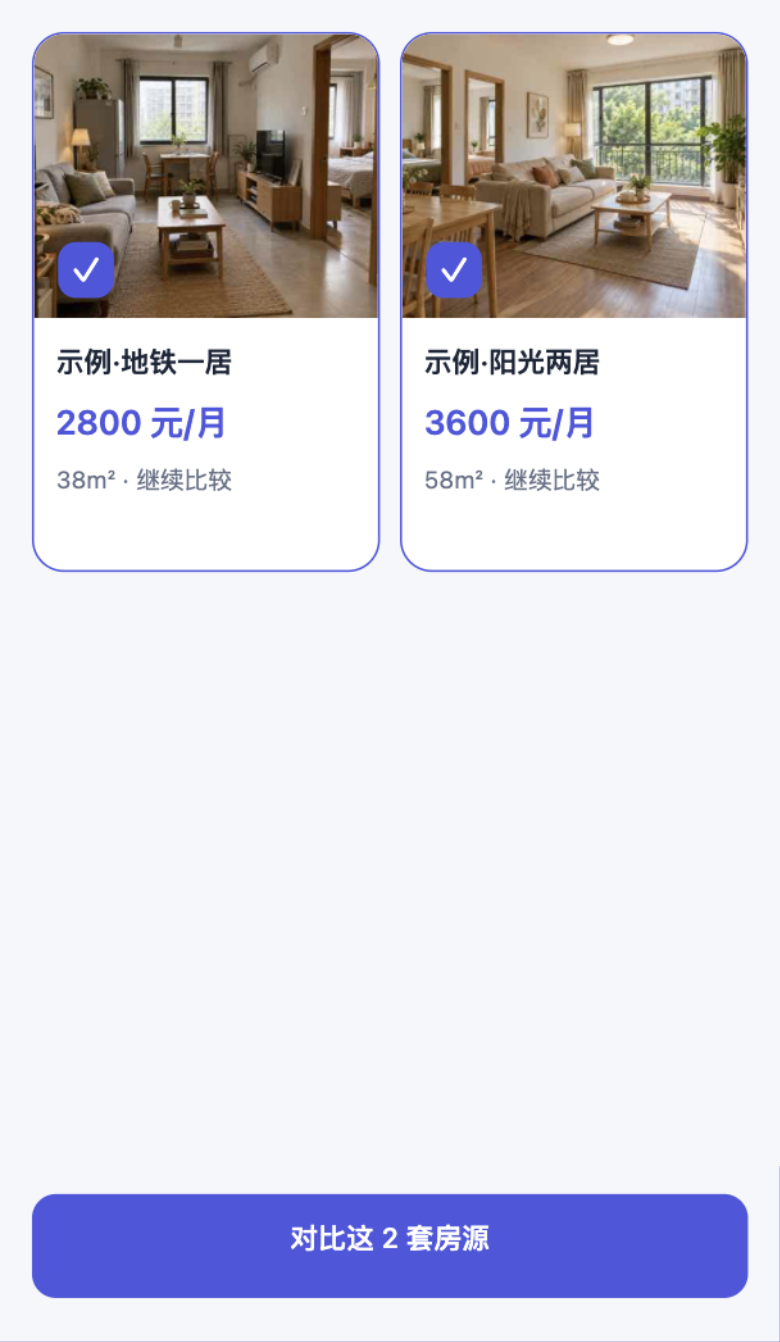 示例·地铁一居
2800 元/月
38m² · 继续比较
示例·阳光两居
3600 元/月
58m² · 继续比较
对比这 2 套房源